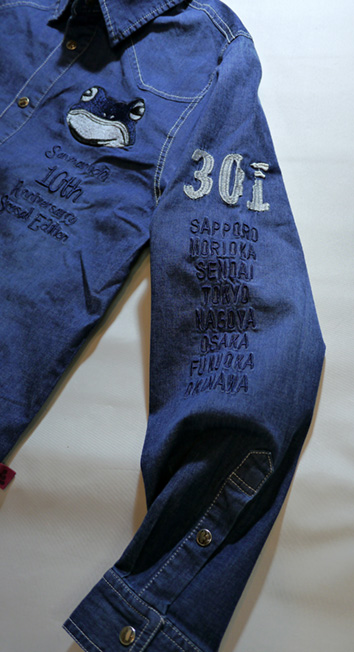 10th
Anniversary
Special Edition
301
SAPPORO
MORIOKA
SENDAI
TOKYO
NAGOYA
OSAKA
FUKUOKA
OKINAWA